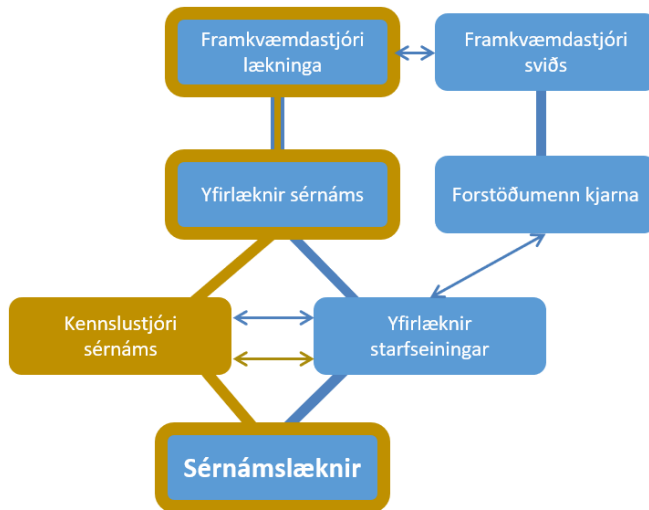 Framkvæmdastjóri
lækninga
Framkvæmdastjóri
sviðs
Yfirlæknir sérnáms
Forstöðumenn kjarna
Kennslustjóri
sérnáms
Yfirlæknir
starfseiningar
Sérnámslæknir